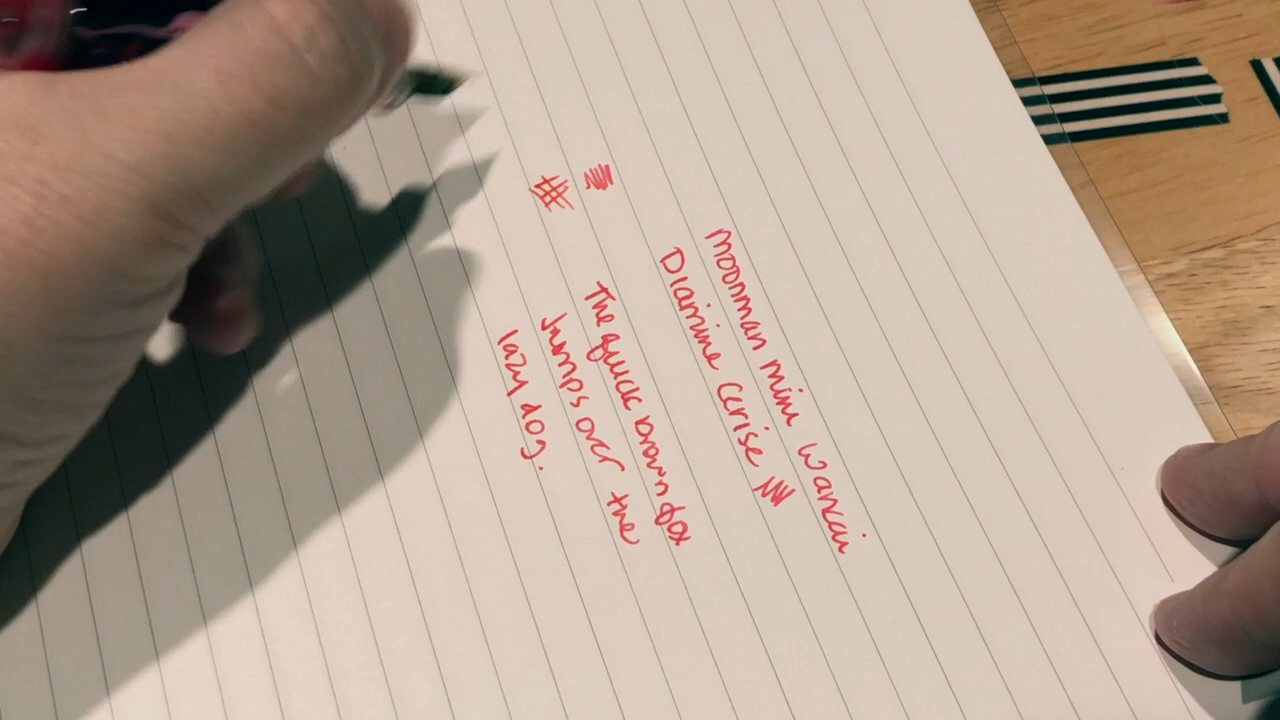 Moonman mini wancai
Diamine Cerise
The quick brown fox
Jumps over the
lazy dog.